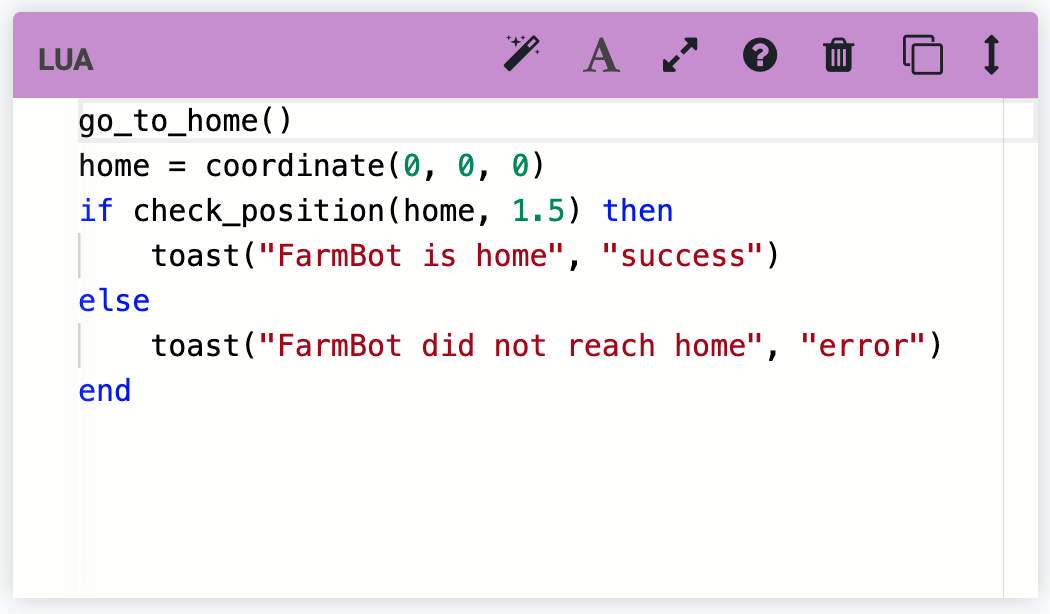 LUA
A
go_to_home()
home = coordinate(0, 0, 0)
if check_position(home, 1.5) then
    toast("FarmBot is home", "success")
else
    toast("FarmBot did not reach home", "error")
end